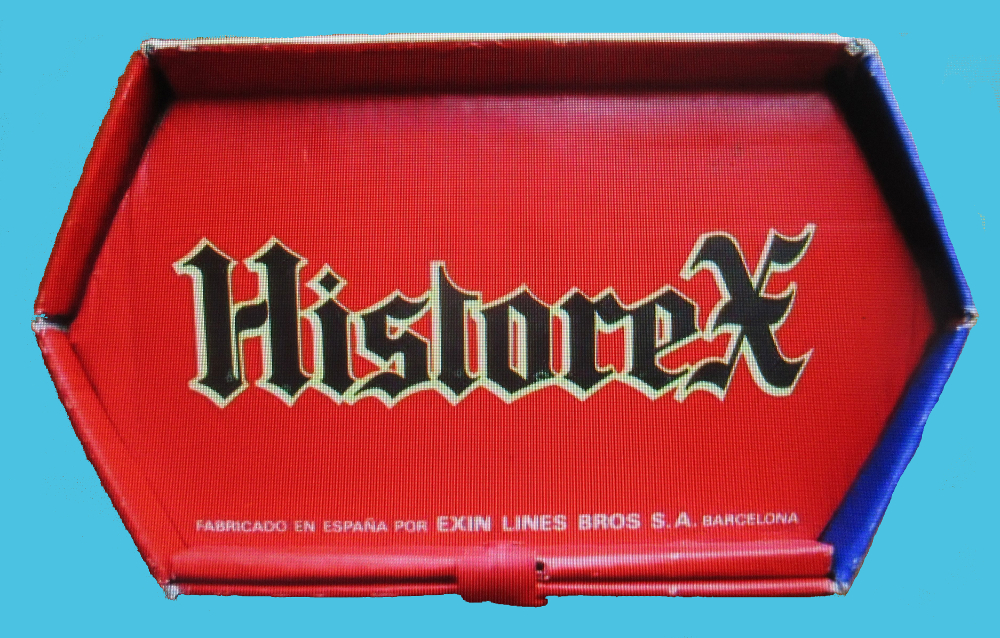 HistoreX
FABRICADO EN ESPAÑA POR EXIN LINES BROS S.A. BARCELONA